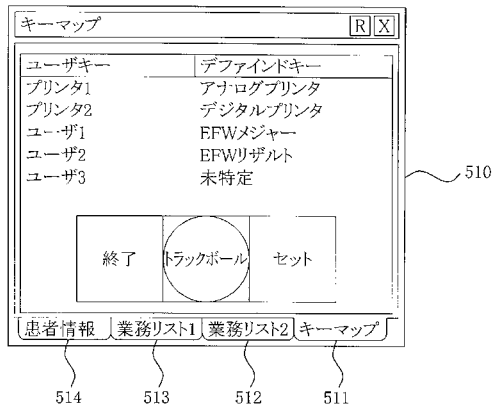 キーマップ R X
ユーザキー デファインドキー
プリンタ1 アナログプリンタ
プリンタ2 デジタルプリンタ
ユーザ1 EFWメジャー
ユーザ2 EFWリザルト
ユーザ3 未特定
510
終了 トラックボール セット
患者情報 業務リスト1 業務リスト2 キーマップ
514 513 512 511